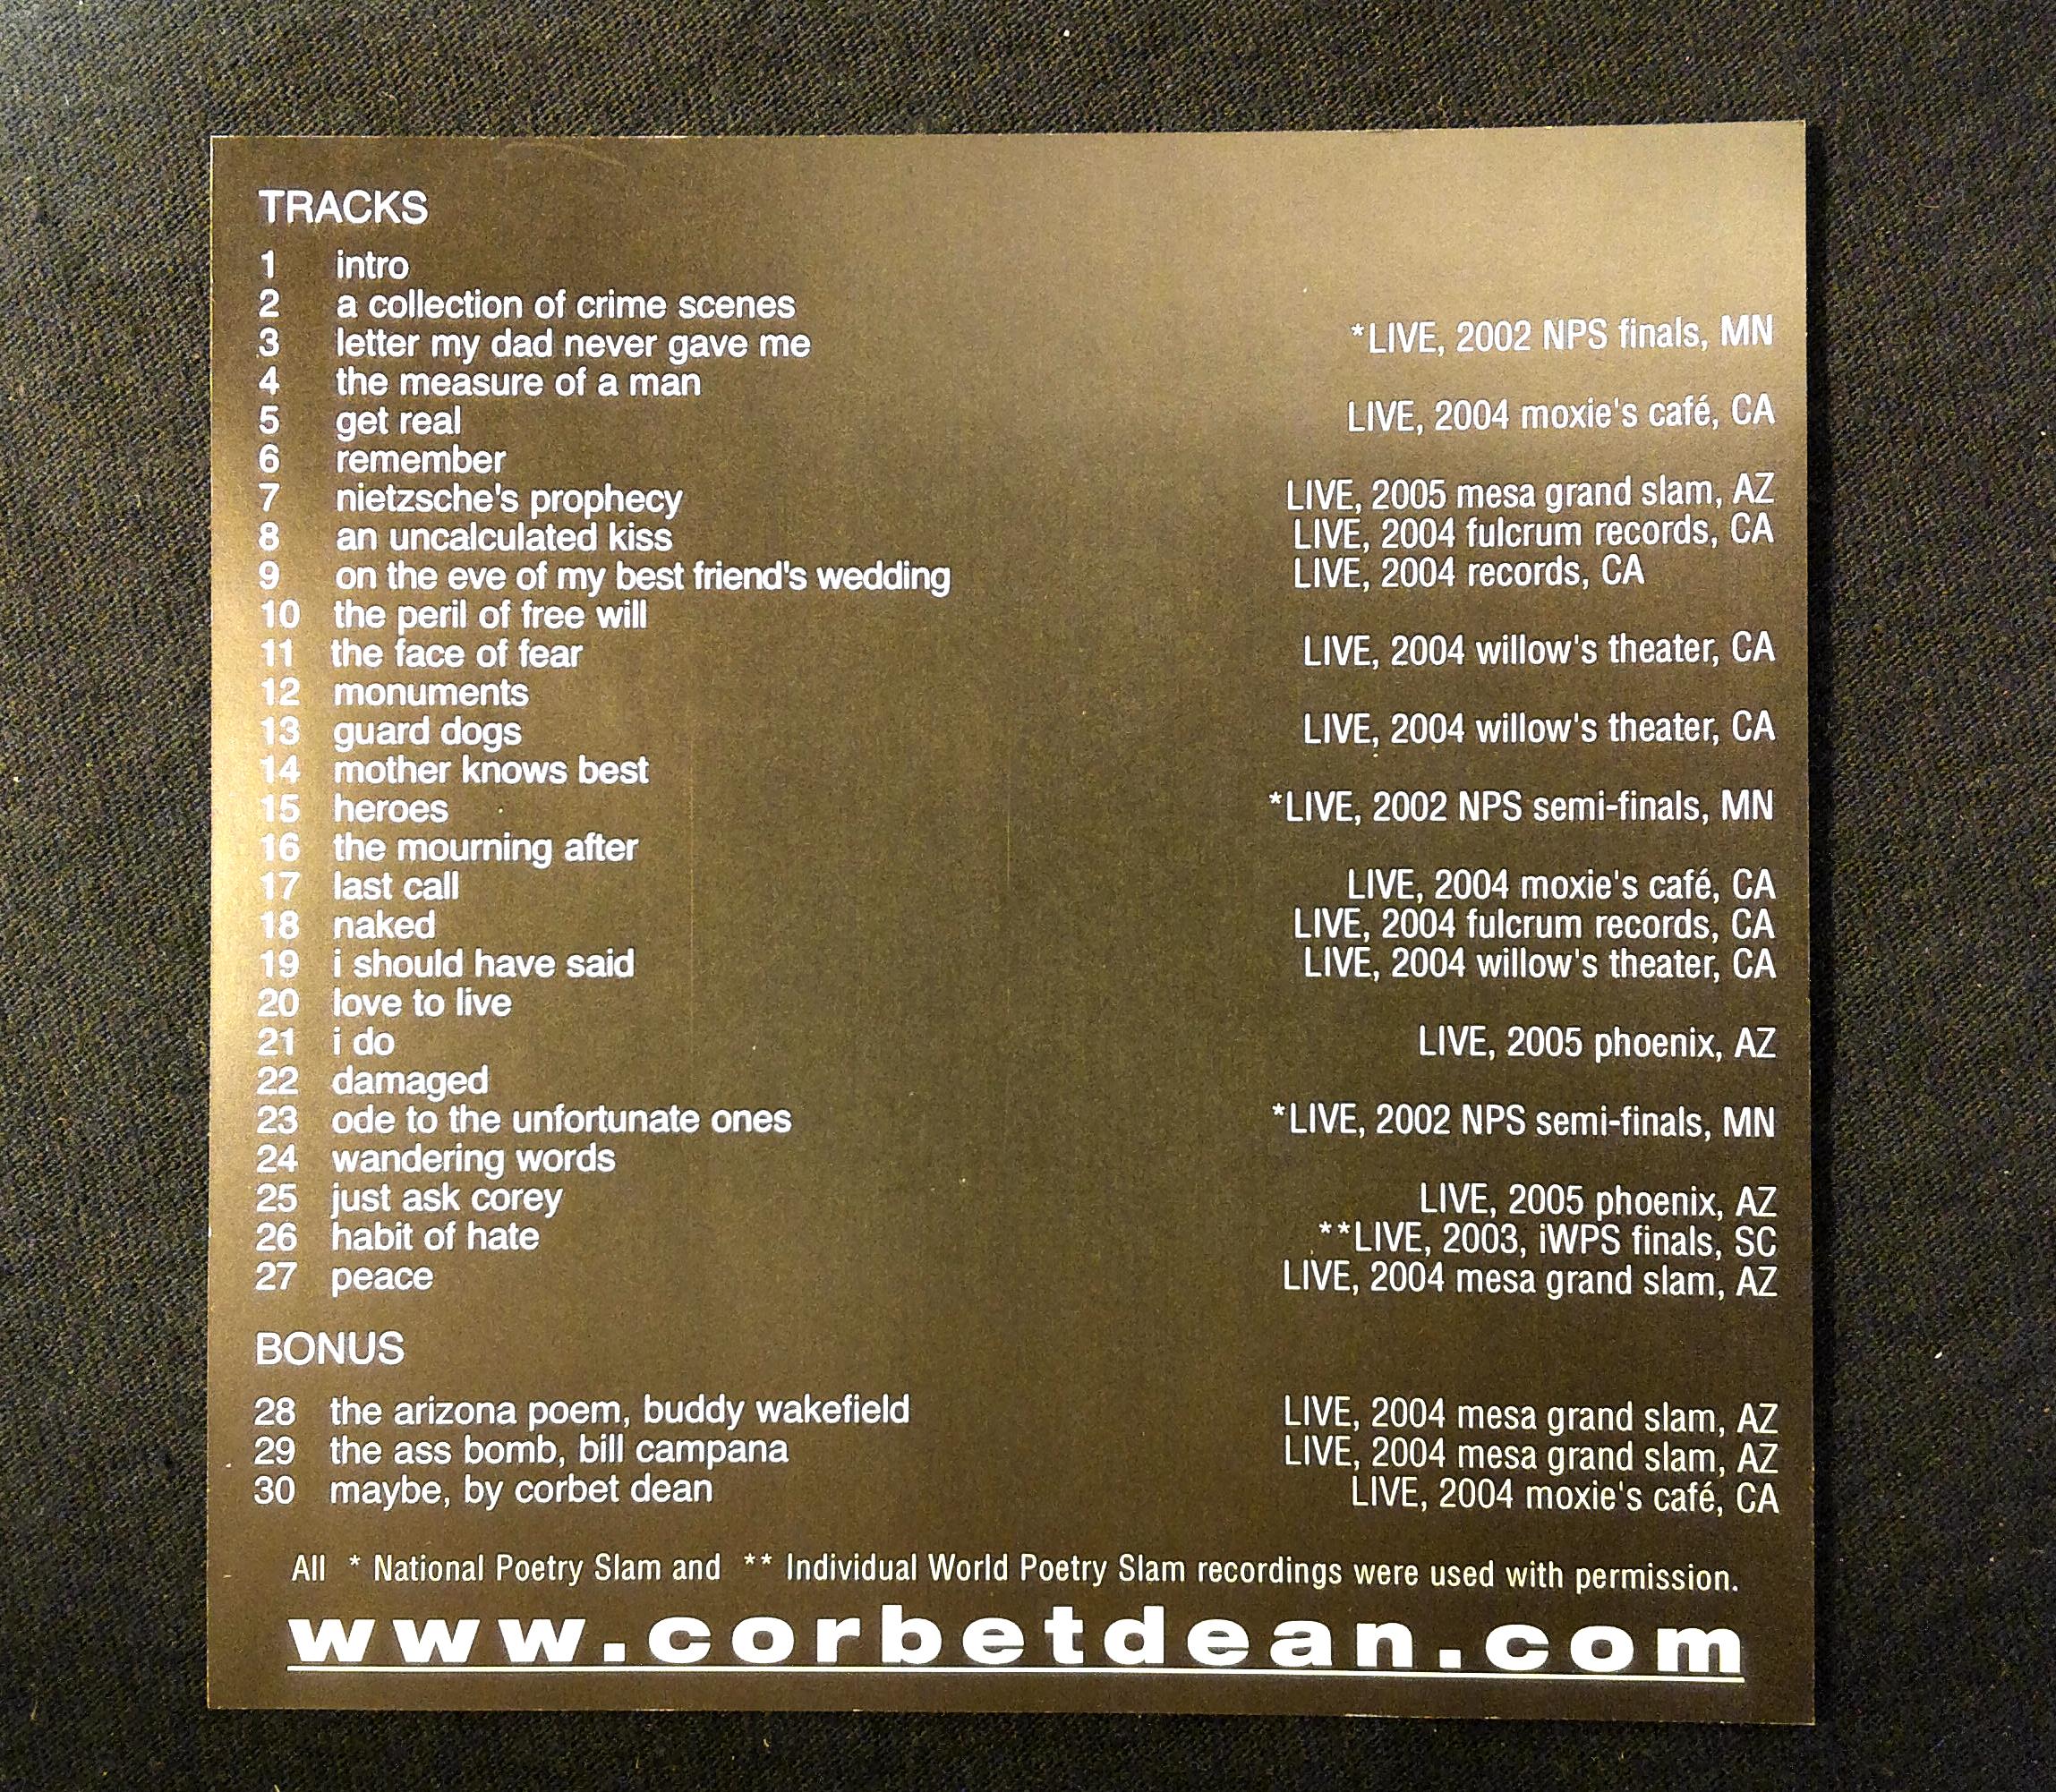 TRACKS
1 intro
2 a collection of crime scenes
3 letter my dad never gave me *LIVE, 2002 NPS finals, MN
4 the measure of a man
5 get real LIVE, 2004 moxie's café, CA
6 remember
7 nietzsche's prophecy LIVE, 2005 mesa grand slam, AZ
8 an uncalculated kiss LIVE, 2004 fulcrum records, CA
9 on the eve of my best friend's wedding LIVE, 2004 records, CA
10 the peril of free will
11 the face of fear LIVE, 2004 willow's theater, CA
12 monuments
13 guard dogs LIVE, 2004 willow's theater, CA
14 mother knows best
15 heroes *LIVE, 2002 NPS semi-finals, MN
16 the mourning after
17 last call LIVE, 2004 moxie's café, CA
18 naked LIVE, 2004 fulcrum records, CA
19 i should have said LIVE, 2004 willow's theater, CA
20 love to live
21 i do LIVE, 2005 phoenix, AZ
22 damaged
23 ode to the unfortunate ones *LIVE, 2002 NPS semi-finals, MN
24 wandering words
25 just ask corey LIVE, 2005 phoenix, AZ
26 habit of hate **LIVE, 2003, iWPS finals, SC
27 peace LIVE, 2004 mesa grand slam, AZ
BONUS
28 the arizona poem, buddy wakefield LIVE, 2004 mesa grand slam, AZ
29 the ass bomb, bill campana LIVE, 2004 mesa grand slam, AZ
30 maybe, by corbet dean LIVE, 2004 moxie's café, CA
All * National Poetry Slam and ** Individual World Poetry Slam recordings were used with permission.
www.corbetdean.com